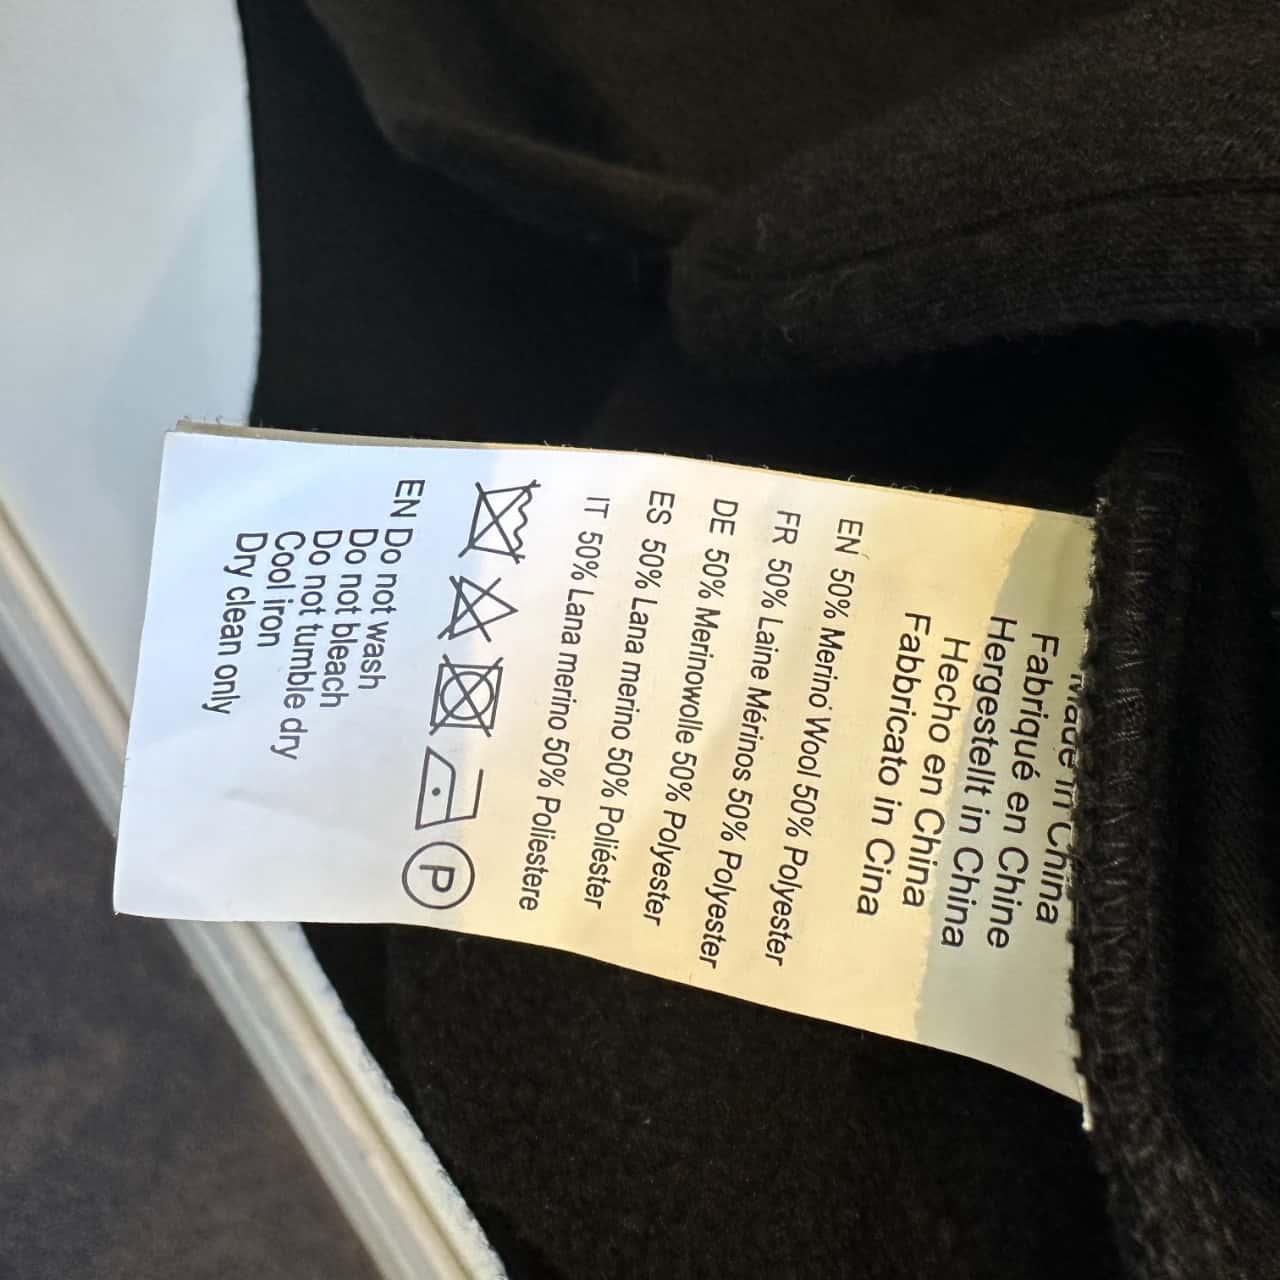 Made in China
Fabriqué en Chine
Hergestellt in China
Hecho en China
Fabbricato in Cina
EN 50% Merino Wool 50% Polyester
FR 50% Laine Mérinos 50% Polyester
DE 50% Merinowolle 50% Polyester
ES 50% Lana merino 50% Poliéster
IT 50% Lana merino 50% Poliestere
P
EN Do not wash
Do not bleach
Do not tumble dry
Cool iron
Dry clean only